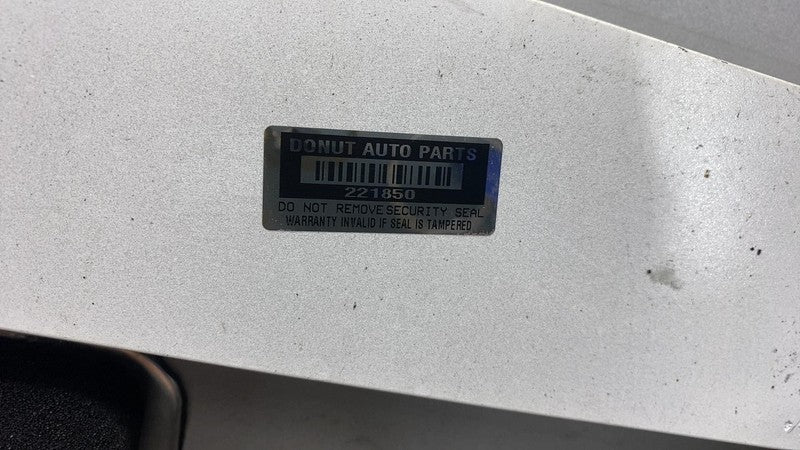 DONUT AUTO PARTS
221850
DO NOT REMOVE SECURITY SEAL
WARRANTY INVALID IF SEAL IS TAMPERED